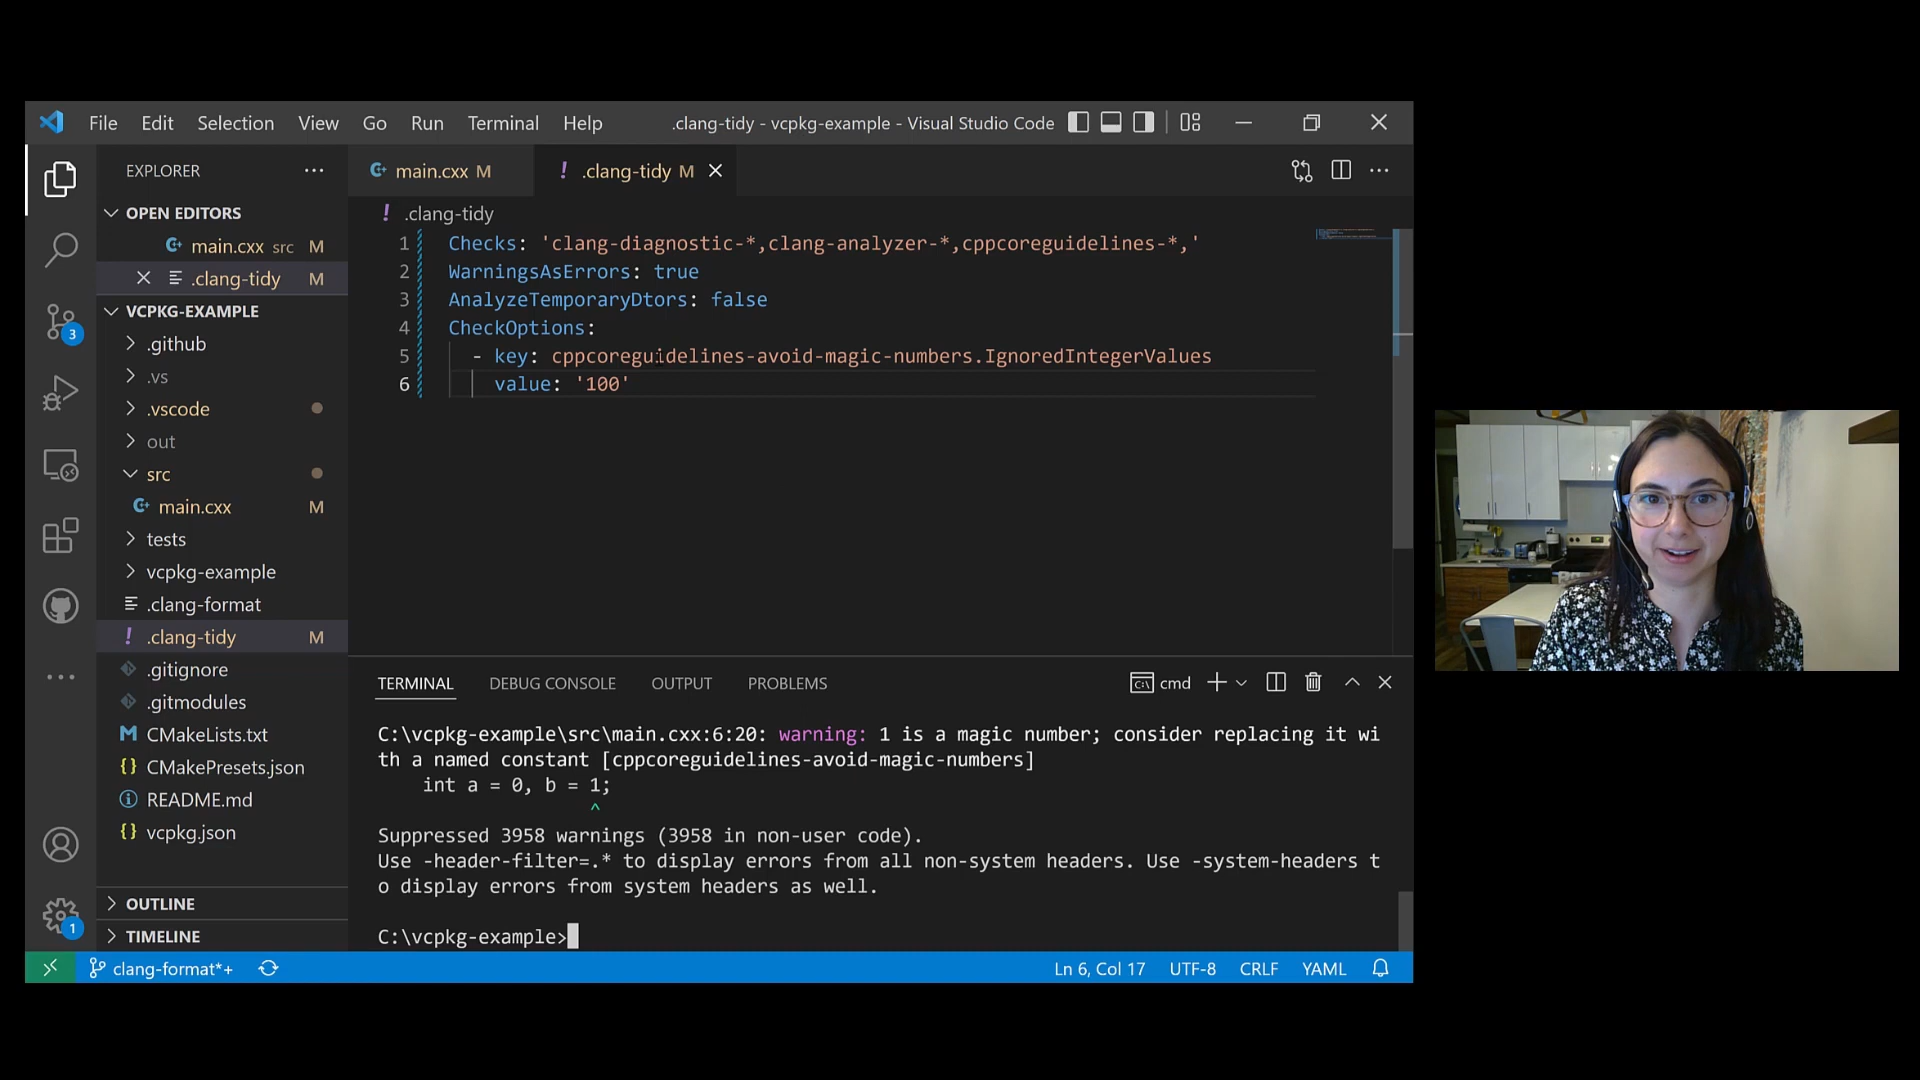 File Edit Selection View Go Run Terminal Help .clang-tidy - vcpkg-example - Visual Studio Code
EXPLORER
OPEN EDITORS
main.cxx src M
.clang-tidy M
VCPKG-EXAMPLE
.github
.vs
.vscode
out
src
main.cxx M
tests
vcpkg-example
.clang-format
.clang-tidy M
.gitignore
.gitmodules
CMakeLists.txt
CMakePresets.json
README.md
vcpkg.json
OUTLINE
TIMELINE
3
1
main.cxx M
.clang-tidy M
.clang-tidy
1 Checks: 'clang-diagnostic-*,clang-analyzer-*,cppcoreguidelines-*,'
2 WarningsAsErrors: true
3 AnalyzeTemporaryDtors: false
4 CheckOptions:
5 - key: cppcoreguidelines-avoid-magic-numbers.IgnoredIntegerValues
6 value: '100'
TERMINAL DEBUG CONSOLE OUTPUT PROBLEMS cmd
C:\vcpkg-example\src\main.cxx:6:20: warning: 1 is a magic number; consider replacing it wi
th a named constant [cppcoreguidelines-avoid-magic-numbers]
int a = 0, b = 1;
^
Suppressed 3958 warnings (3958 in non-user code).
Use -header-filter=.* to display errors from all non-system headers. Use -system-headers t
o display errors from system headers as well.
C:\vcpkg-example>
clang-format*+ Ln 6, Col 17 UTF-8 CRLF YAML